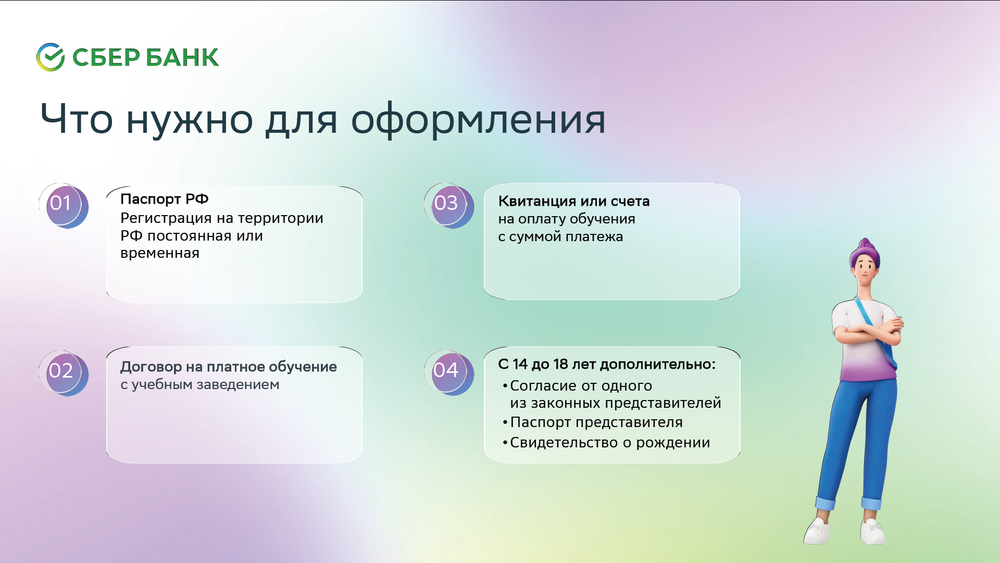 СБЕР БАНК
Что нужно для оформления
01
Паспорт РФ
Регистрация на территории
РФ постоянная или
временная
02
Договор на платное обучение
с учебным заведением
03
Квитанция или счета
на оплату обучения
с суммой платежа
04
С 14 до 18 лет дополнительно:
• Согласие от одного
из законных представителей
• Паспорт представителя
• Свидетельство о рождении